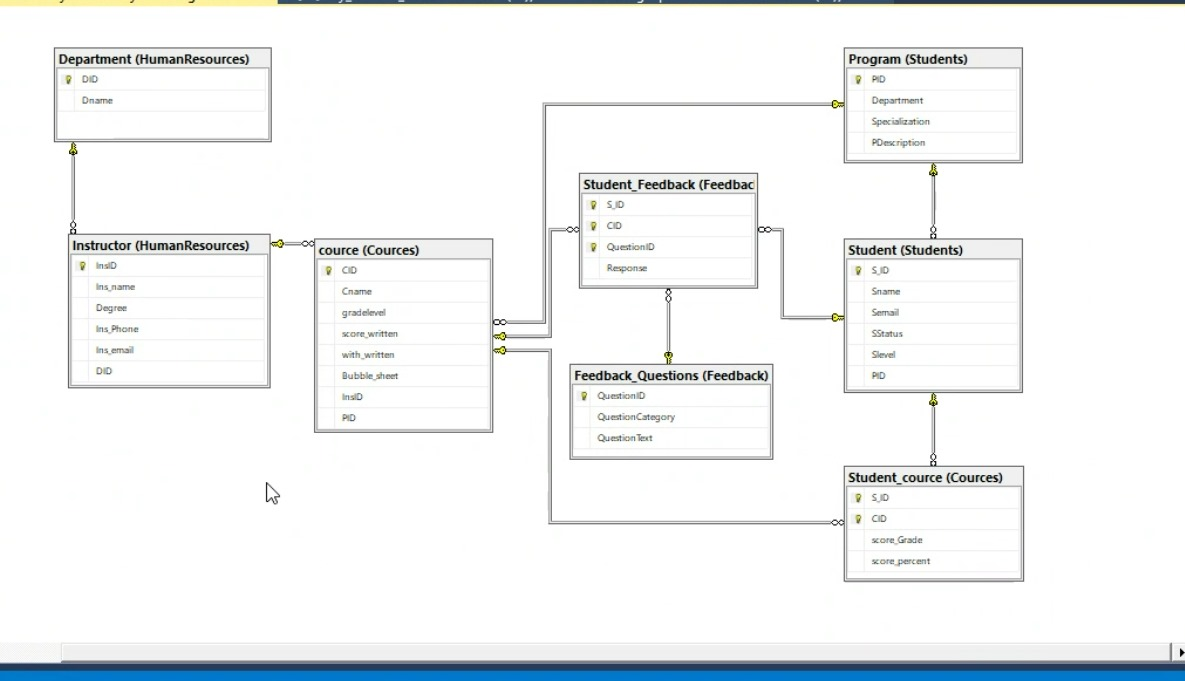 Department (HumanResources)
DID
Dname
Instructor (HumanResources)
InsID
Ins_name
Degree
Ins_Phone
Ins_email
DID
cource (Cources)
CID
Cname
gradelevel
score_written
with_written
Bubble_sheet
InsID
PID
Student_Feedback (Feedbac
S_ID
CID
QuestionID
Response
Feedback_Questions (Feedback)
QuestionID
QuestionCategory
QuestionText
Program (Students)
PID
Department
Specialization
PDescription
Student (Students)
S_ID
Sname
Semail
SStatus
Slevel
PID
Student_cource (Cources)
S_ID
CID
score_Grade
score_percent